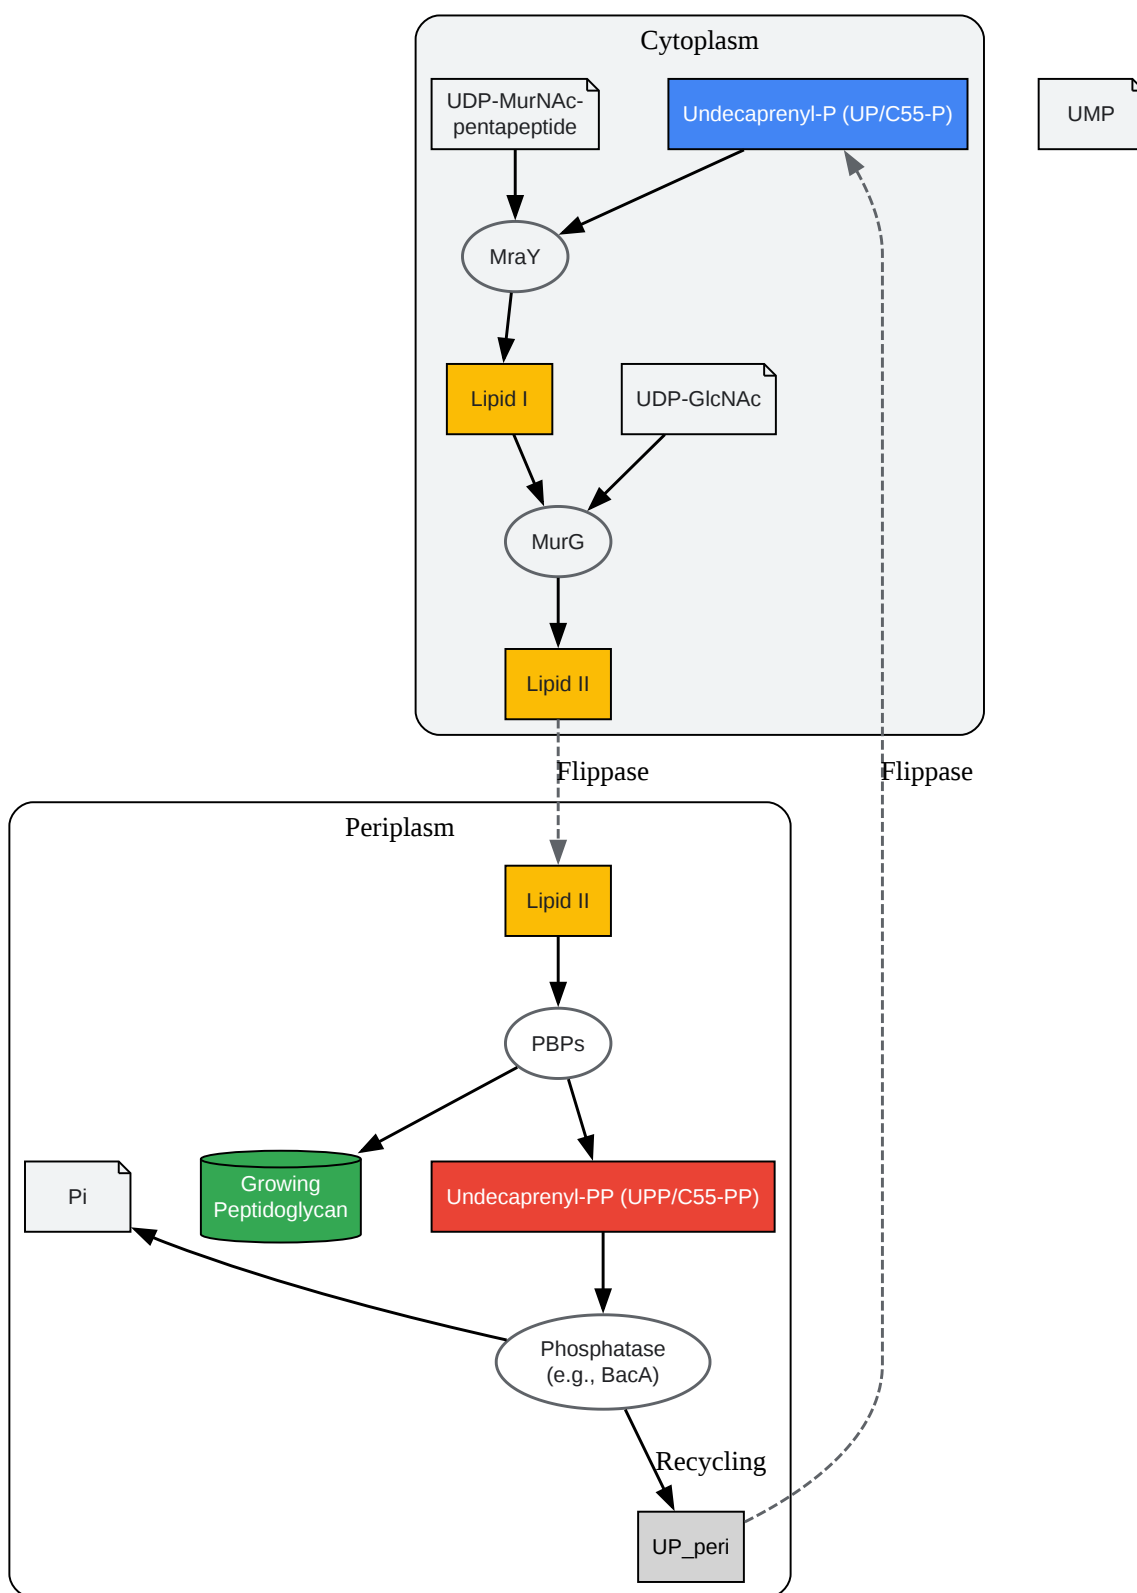 Cytoplasm
UDP-MurNAc-
pentapeptide
Undecaprenyl-P (UP/C55-P)
UMP
MraY
Lipid I
UDP-GlcNAc
MurG
Lipid II
Flippase
Flippase
Periplasm
Lipid II
PBPs
Pi
Growing
Peptidoglycan
Undecaprenyl-PP (UPP/C55-PP)
Phosphatase
(e.g., BacA)
Recycling
UP_peri